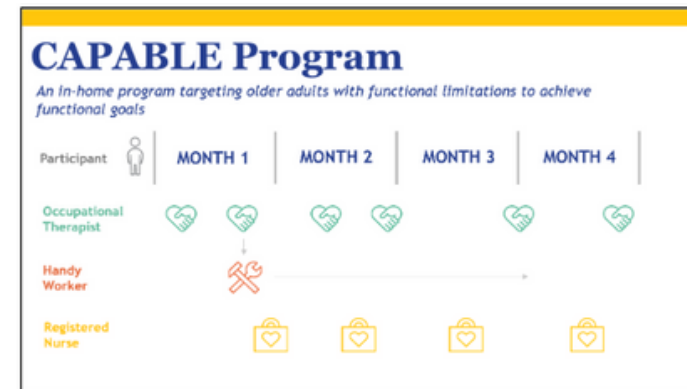 CAPABLE Program
An in-home program targeting older adults with functional limitations to achieve
functional goals
Participant MONTH 1 MONTH 2 MONTH 3 MONTH 4
Occupational
Therapist
Handy
Worker
Registered
Nurse